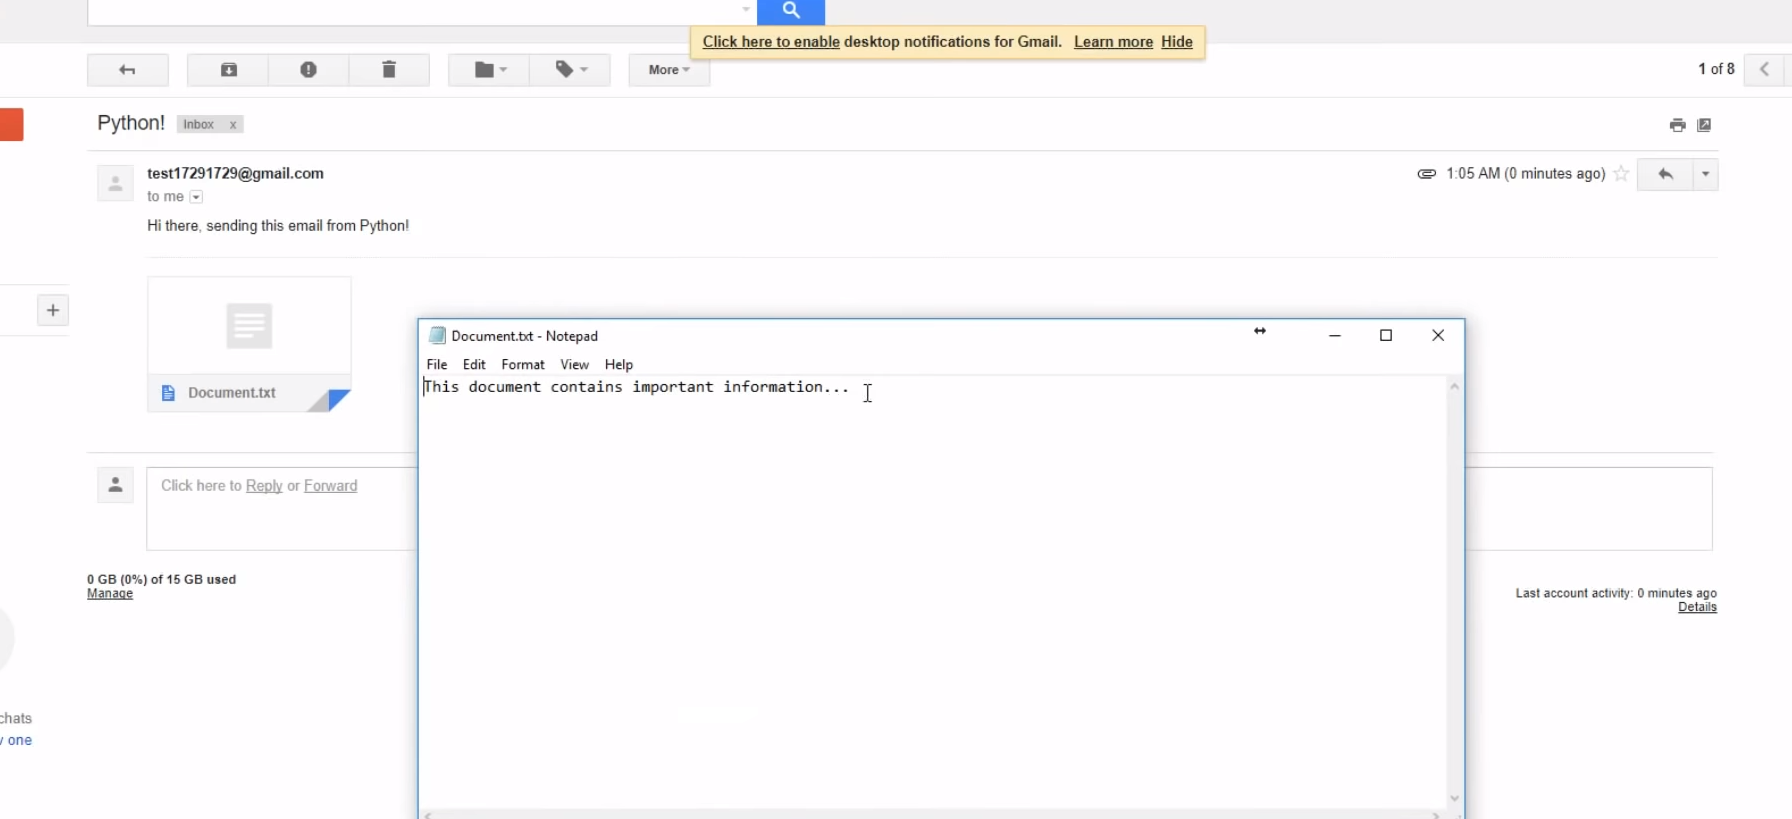 Click here to enable desktop notifications for Gmail. Learn more Hide
More
1 of 8
Python! Inbox x
test17291729@gmail.com
1:05 AM (0 minutes ago)
to me
Hi there, sending this email from Python!
Document.txt
Document.txt - Notepad
File Edit Format View Help
This document contains important information...
Click here to Reply or Forward
0 GB (0%) of 15 GB used
Manage
Last account activity: 0 minutes ago
Details
chats
one